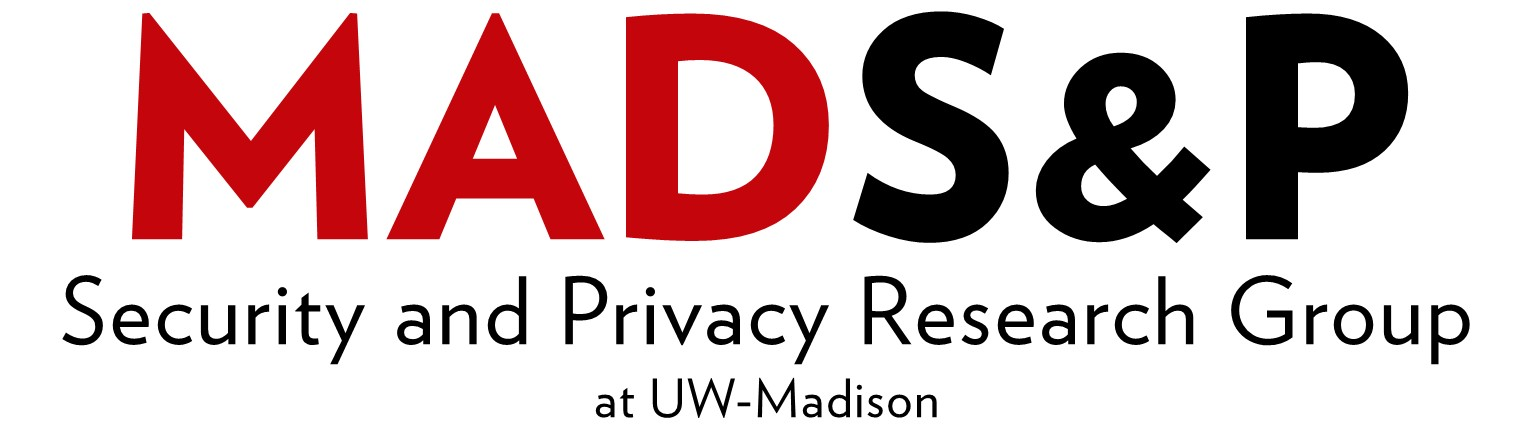 MADS&P
Security and Privacy Research Group
at UW-Madison